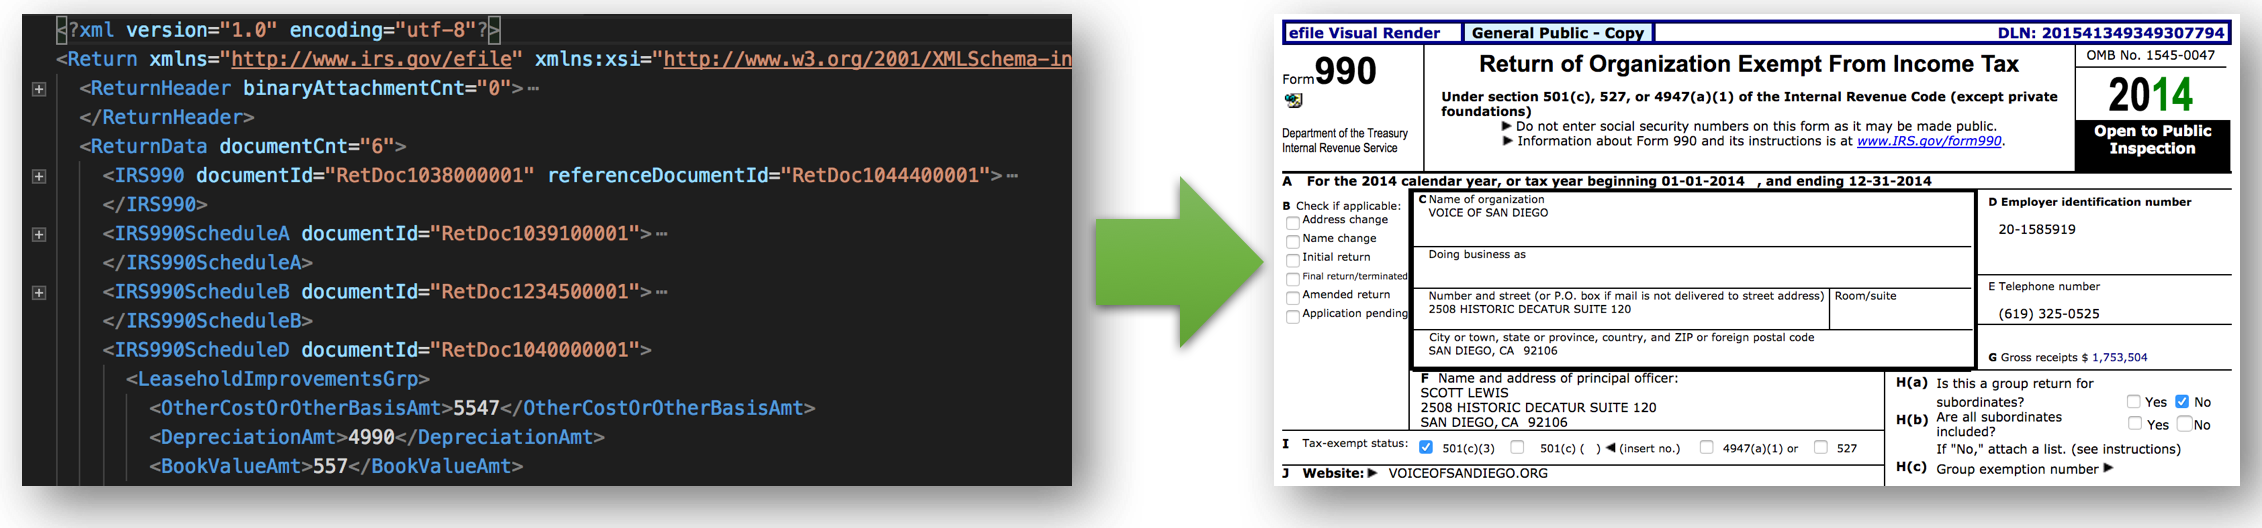 <?xml version="1.0" encoding="utf-8"?>
<Return xmlns="http://www.irs.gov/efile" xmlns:xsi="http://www.w3.org/2001/XMLSchema-in
<ReturnHeader binaryAttachmentCnt="0">⋯
</ReturnHeader>
<ReturnData documentCnt="6">
<IRS990 documentId="RetDoc1038000001" referenceDocumentId="RetDoc1044400001">⋯
</IRS990>
<IRS990ScheduleA documentId="RetDoc1039100001">⋯
</IRS990ScheduleA>
<IRS990ScheduleB documentId="RetDoc1234500001">⋯
</IRS990ScheduleB>
<IRS990ScheduleD documentId="RetDoc1040000001">
<LeaseholdImprovementsGrp>
<OtherCostOrOtherBasisAmt>5547</OtherCostOrOtherBasisAmt>
<DepreciationAmt>4990</DepreciationAmt>
<BookValueAmt>557</BookValueAmt>
efile Visual Render General Public - Copy DLN: 201541349349307794
Form 990
Department of the Treasury
Internal Revenue Service
Return of Organization Exempt From Income Tax
Under section 501(c), 527, or 4947(a)(1) of the Internal Revenue Code (except private
foundations)
▶ Do not enter social security numbers on this form as it may be made public.
▶ Information about Form 990 and its instructions is at www.IRS.gov/form990.
OMB No. 1545-0047
2014
Open to Public
Inspection
A For the 2014 calendar year, or tax year beginning 01-01-2014 , and ending 12-31-2014
B Check if applicable:
Address change
Name change
Initial return
Final return/terminated
Amended return
Application pending
C Name of organization
VOICE OF SAN DIEGO
Doing business as
Number and street (or P.O. box if mail is not delivered to street address) Room/suite
2508 HISTORIC DECATUR SUITE 120
City or town, state or province, country, and ZIP or foreign postal code
SAN DIEGO, CA 92106
D Employer identification number
20-1585919
E Telephone number
(619) 325-0525
G Gross receipts $ 1,753,504
F Name and address of principal officer:
SCOTT LEWIS
2508 HISTORIC DECATUR SUITE 120
SAN DIEGO, CA 92106
H(a) Is this a group return for
subordinates? Yes No
H(b) Are all subordinates
included? Yes No
If "No," attach a list. (see instructions)
H(c) Group exemption number ▶
I Tax-exempt status: 501(c)(3) 501(c) ( ) ◀ (insert no.) 4947(a)(1) or 527
J Website: ▶ VOICEOFSANDIEGO.ORG